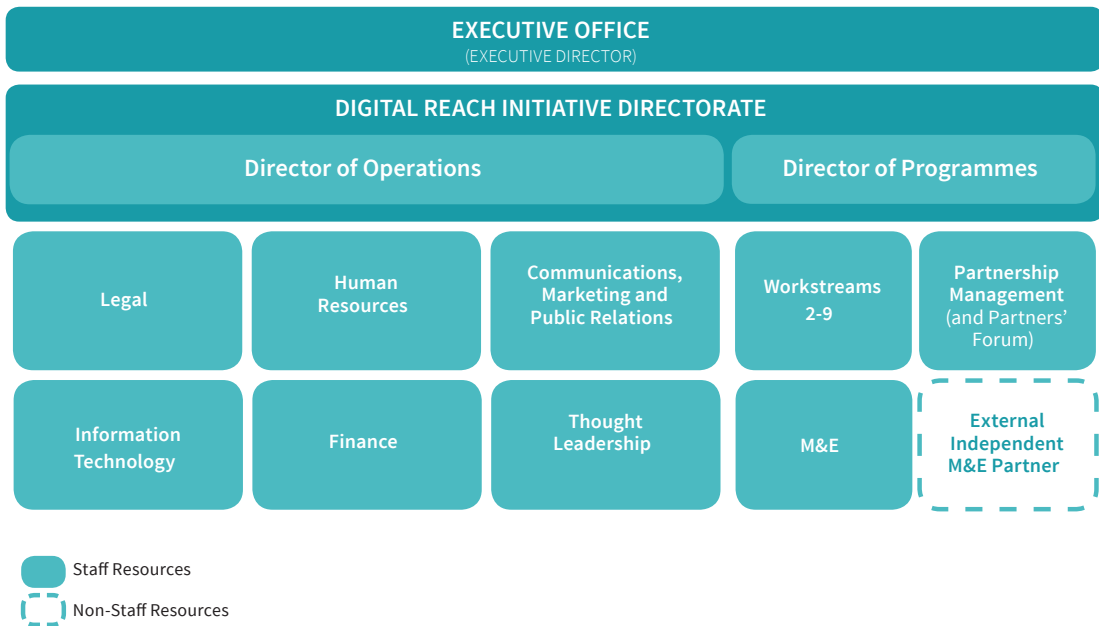 EXECUTIVE OFFICE
(EXECUTIVE DIRECTOR)
DIGITAL REACH INITIATIVE DIRECTORATE
Director of Operations
Director of Programmes
Legal
Human
Resources
Communications,
Marketing and
Public Relations
Workstreams
2-9
Partnership
Management
(and Partners’
Forum)
Information
Technology
Finance
Thought
Leadership
M&E
External
Independent
M&E Partner
Staff Resources
Non-Staff Resources